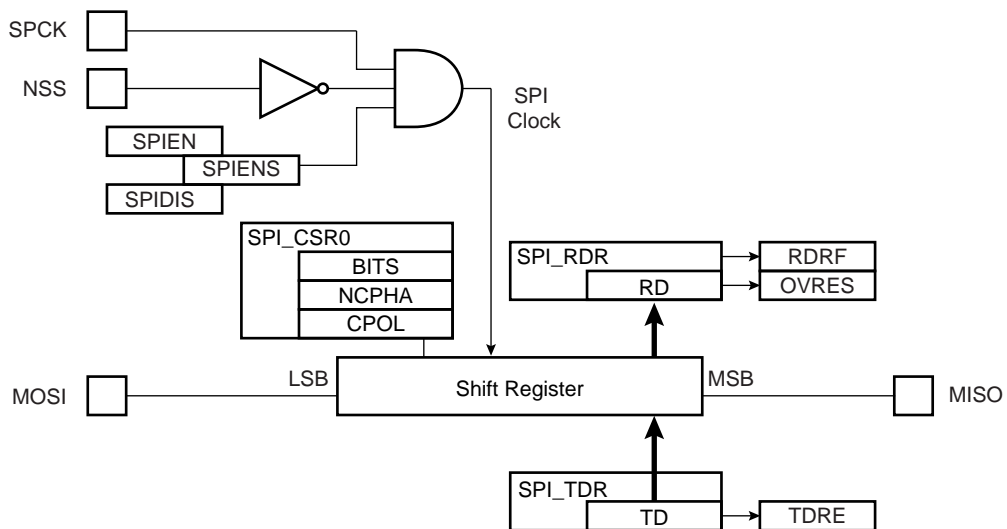 SPCK
NSS
SPI
Clock
SPIEN
SPIENS
SPIDIS
SPI_CSR0
BITS
NCPHA
CPOL
SPI_RDR
RD
RDRF
OVRES
MOSI
LSB
Shift Register
MSB
MISO
SPI_TDR
TD
TDRE